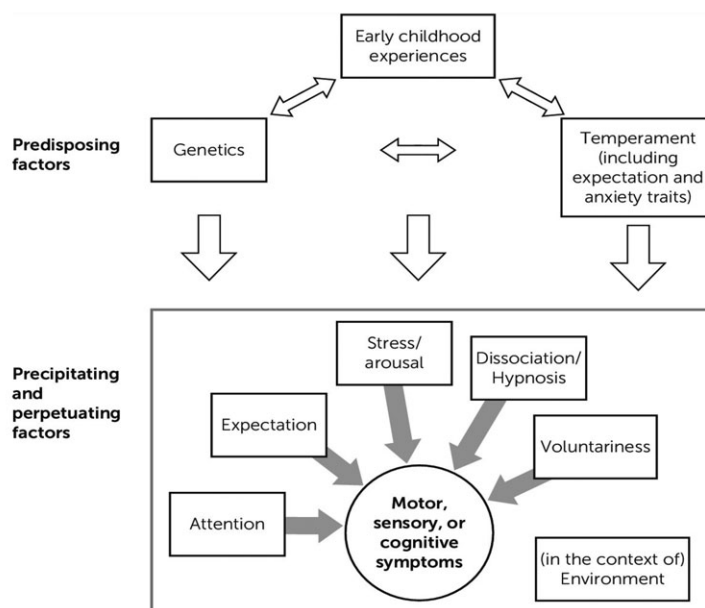 Early childhood
experiences
Predisposing
factors
Genetics
Temperament
(including
expectation and
anxiety traits)
Precipitating
and
perpetuating
factors
Stress/
arousal
Dissociation/
Hypnosis
Expectation
Voluntariness
Attention
Motor,
sensory, or
cognitive
symptoms
(in the context of)
Environment